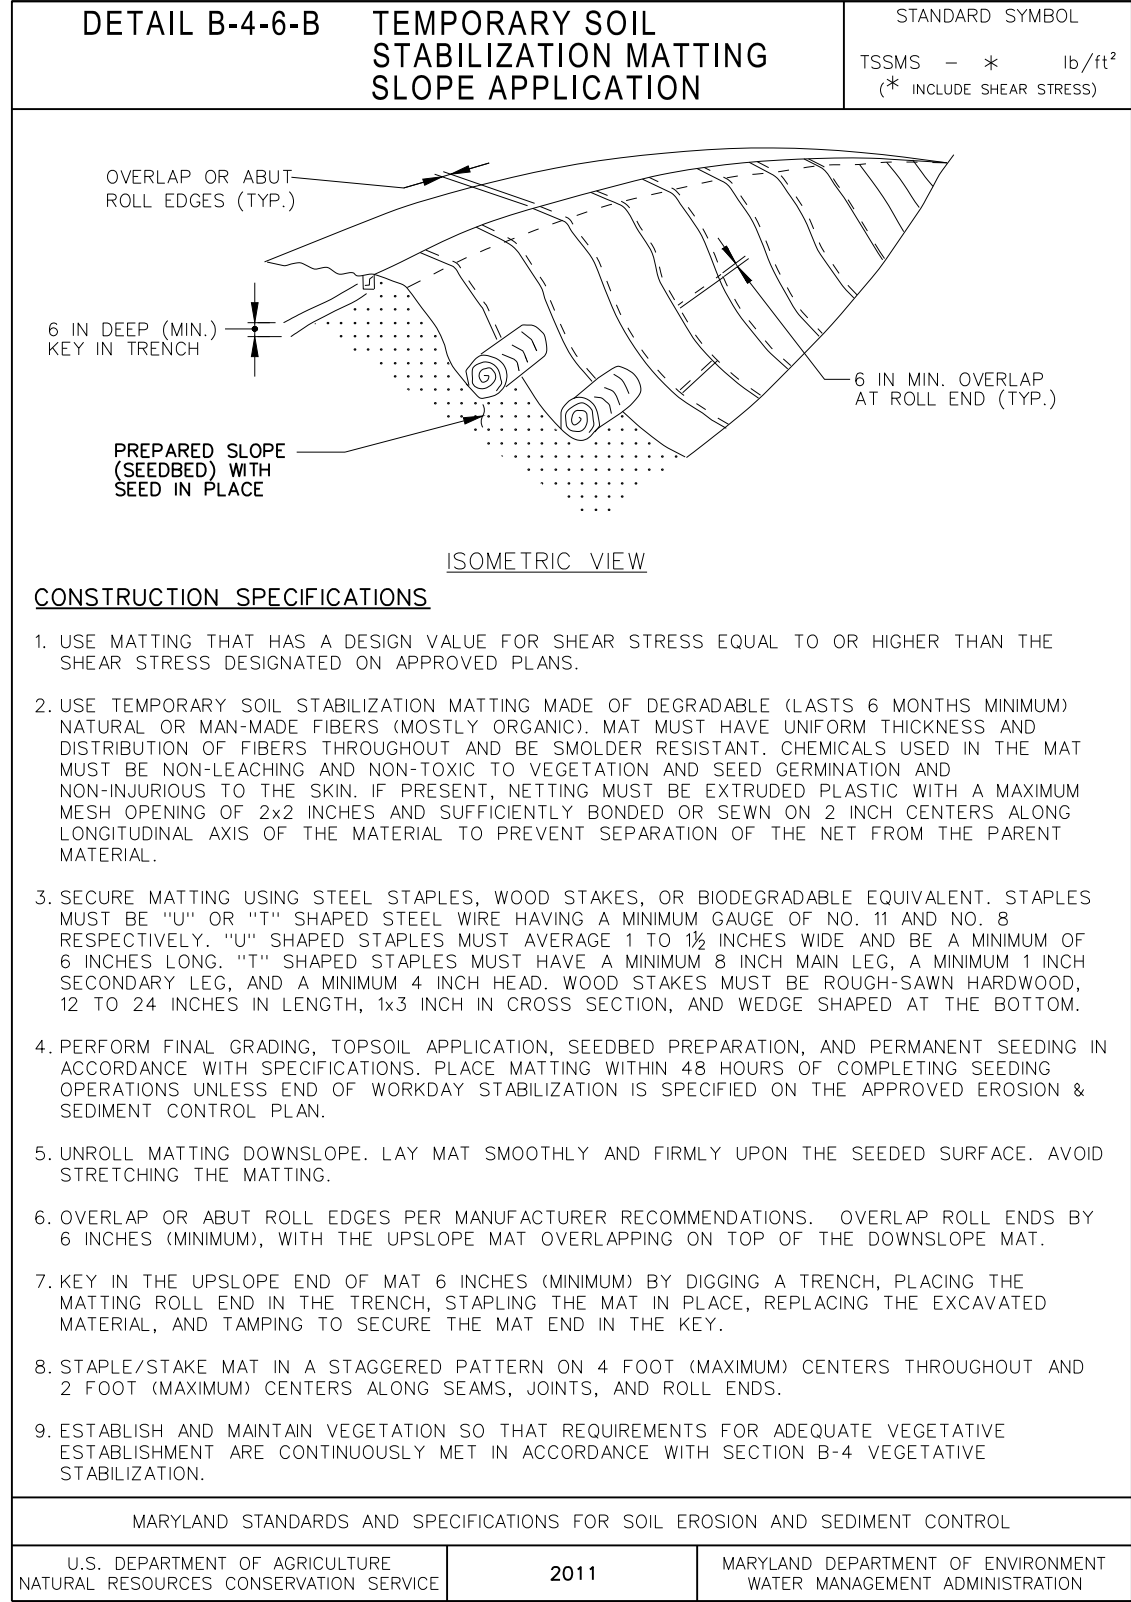 DETAIL B-4-6-B
TEMPORARY SOIL
STABILIZATION MATTING
SLOPE APPLICATION
STANDARD SYMBOL
TSSMS – * lb/ft²
(* INCLUDE SHEAR STRESS)
OVERLAP OR ABUT
ROLL EDGES (TYP.)
6 IN DEEP (MIN.)
KEY IN TRENCH
6 IN MIN. OVERLAP
AT ROLL END (TYP.)
PREPARED SLOPE
(SEEDBED) WITH
SEED IN PLACE
ISOMETRIC VIEW
CONSTRUCTION SPECIFICATIONS
1. USE MATTING THAT HAS A DESIGN VALUE FOR SHEAR STRESS EQUAL TO OR HIGHER THAN THE
SHEAR STRESS DESIGNATED ON APPROVED PLANS.
2. USE TEMPORARY SOIL STABILIZATION MATTING MADE OF DEGRADABLE (LASTS 6 MONTHS MINIMUM)
NATURAL OR MAN-MADE FIBERS (MOSTLY ORGANIC). MAT MUST HAVE UNIFORM THICKNESS AND
DISTRIBUTION OF FIBERS THROUGHOUT AND BE SMOLDER RESISTANT. CHEMICALS USED IN THE MAT
MUST BE NON-LEACHING AND NON-TOXIC TO VEGETATION AND SEED GERMINATION AND
NON-INJURIOUS TO THE SKIN. IF PRESENT, NETTING MUST BE EXTRUDED PLASTIC WITH A MAXIMUM
MESH OPENING OF 2x2 INCHES AND SUFFICIENTLY BONDED OR SEWN ON 2 INCH CENTERS ALONG
LONGITUDINAL AXIS OF THE MATERIAL TO PREVENT SEPARATION OF THE NET FROM THE PARENT
MATERIAL.
3. SECURE MATTING USING STEEL STAPLES, WOOD STAKES, OR BIODEGRADABLE EQUIVALENT. STAPLES
MUST BE "U" OR "T" SHAPED STEEL WIRE HAVING A MINIMUM GAUGE OF NO. 11 AND NO. 8
RESPECTIVELY. "U" SHAPED STAPLES MUST AVERAGE 1 TO 1½ INCHES WIDE AND BE A MINIMUM OF
6 INCHES LONG. "T" SHAPED STAPLES MUST HAVE A MINIMUM 8 INCH MAIN LEG, A MINIMUM 1 INCH
SECONDARY LEG, AND A MINIMUM 4 INCH HEAD. WOOD STAKES MUST BE ROUGH-SAWN HARDWOOD,
12 TO 24 INCHES IN LENGTH, 1x3 INCH IN CROSS SECTION, AND WEDGE SHAPED AT THE BOTTOM.
4. PERFORM FINAL GRADING, TOPSOIL APPLICATION, SEEDBED PREPARATION, AND PERMANENT SEEDING IN
ACCORDANCE WITH SPECIFICATIONS. PLACE MATTING WITHIN 48 HOURS OF COMPLETING SEEDING
OPERATIONS UNLESS END OF WORKDAY STABILIZATION IS SPECIFIED ON THE APPROVED EROSION &
SEDIMENT CONTROL PLAN.
5. UNROLL MATTING DOWNSLOPE. LAY MAT SMOOTHLY AND FIRMLY UPON THE SEEDED SURFACE. AVOID
STRETCHING THE MATTING.
6. OVERLAP OR ABUT ROLL EDGES PER MANUFACTURER RECOMMENDATIONS. OVERLAP ROLL ENDS BY
6 INCHES (MINIMUM), WITH THE UPSLOPE MAT OVERLAPPING ON TOP OF THE DOWNSLOPE MAT.
7. KEY IN THE UPSLOPE END OF MAT 6 INCHES (MINIMUM) BY DIGGING A TRENCH, PLACING THE
MATTING ROLL END IN THE TRENCH, STAPLING THE MAT IN PLACE, REPLACING THE EXCAVATED
MATERIAL, AND TAMPING TO SECURE THE MAT END IN THE KEY.
8. STAPLE/STAKE MAT IN A STAGGERED PATTERN ON 4 FOOT (MAXIMUM) CENTERS THROUGHOUT AND
2 FOOT (MAXIMUM) CENTERS ALONG SEAMS, JOINTS, AND ROLL ENDS.
9. ESTABLISH AND MAINTAIN VEGETATION SO THAT REQUIREMENTS FOR ADEQUATE VEGETATIVE
ESTABLISHMENT ARE CONTINUOUSLY MET IN ACCORDANCE WITH SECTION B-4 VEGETATIVE
STABILIZATION.
MARYLAND STANDARDS AND SPECIFICATIONS FOR SOIL EROSION AND SEDIMENT CONTROL
U.S. DEPARTMENT OF AGRICULTURE
NATURAL RESOURCES CONSERVATION SERVICE
2011
MARYLAND DEPARTMENT OF ENVIRONMENT
WATER MANAGEMENT ADMINISTRATION